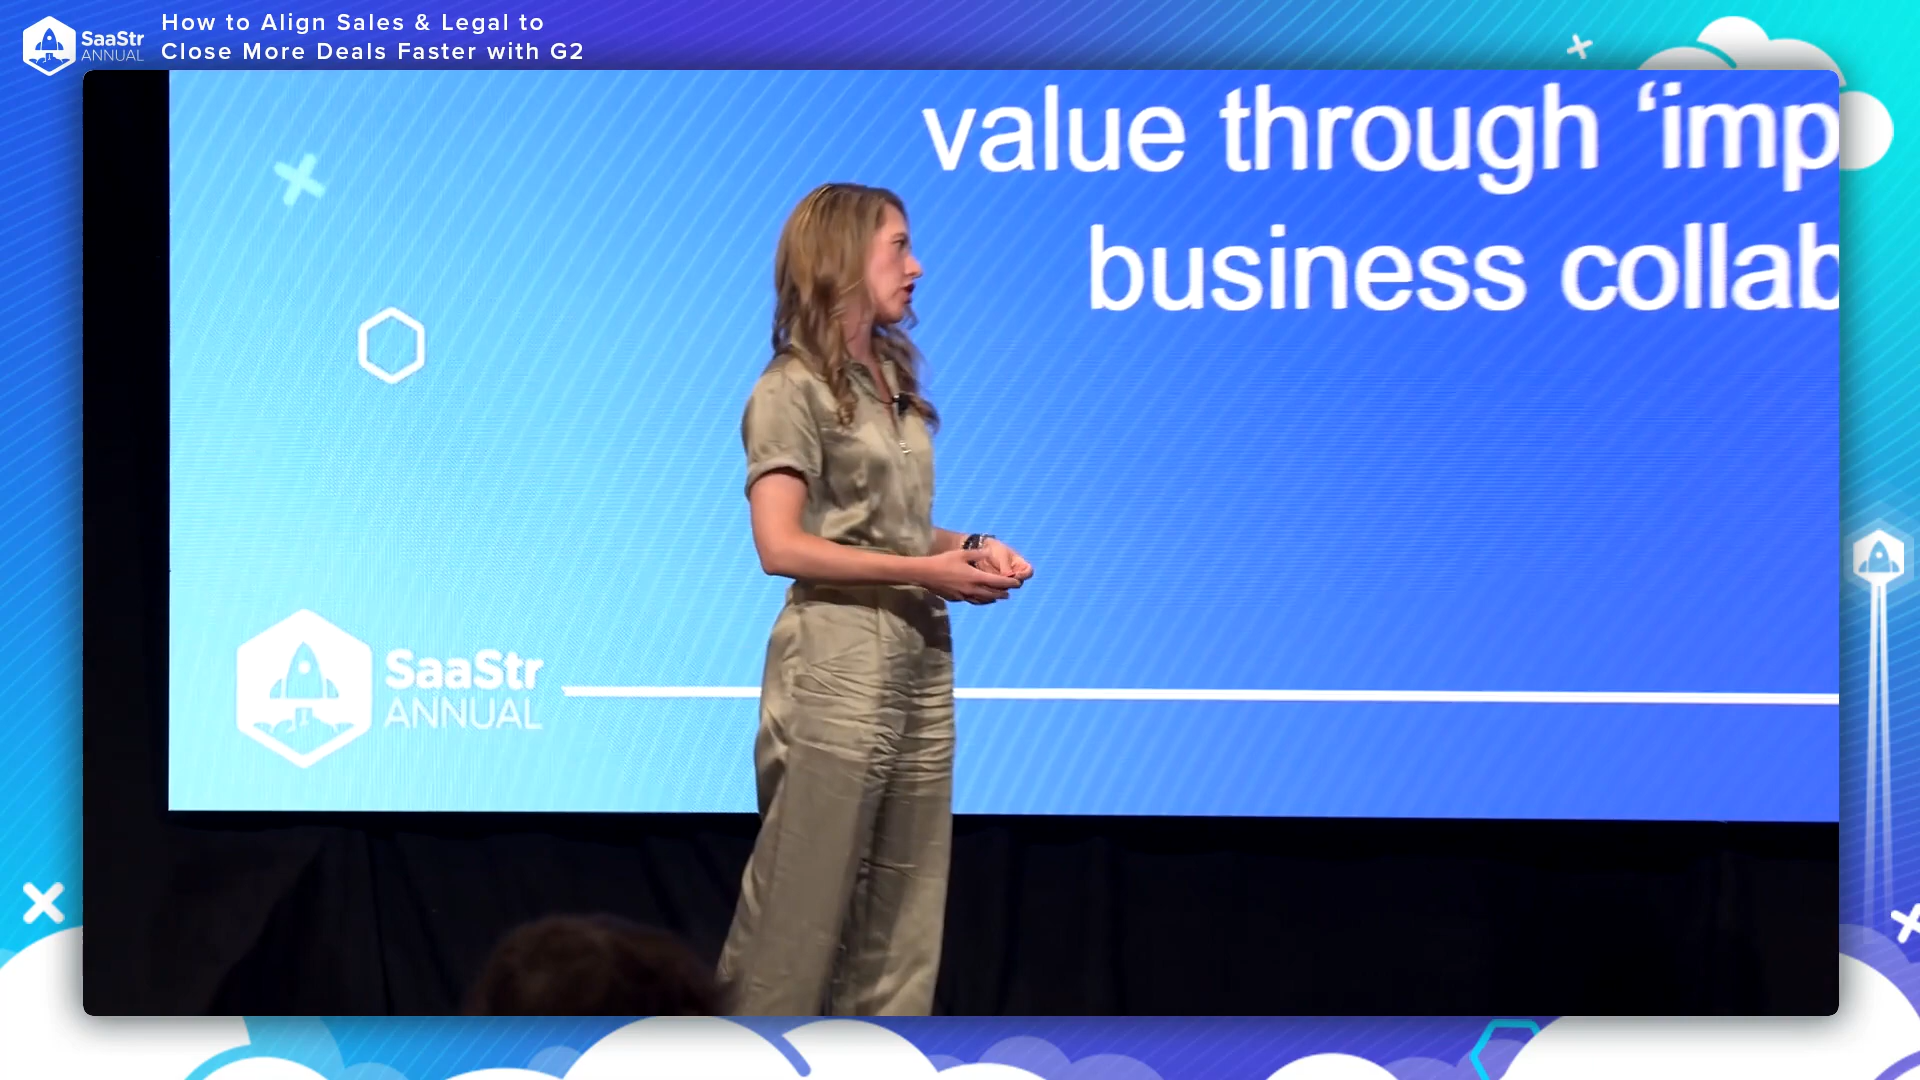 SaaStr
ANNUAL
How to Align Sales & Legal to
Close More Deals Faster with G2
value through ‘imp
business collab
SaaStr
ANNUAL